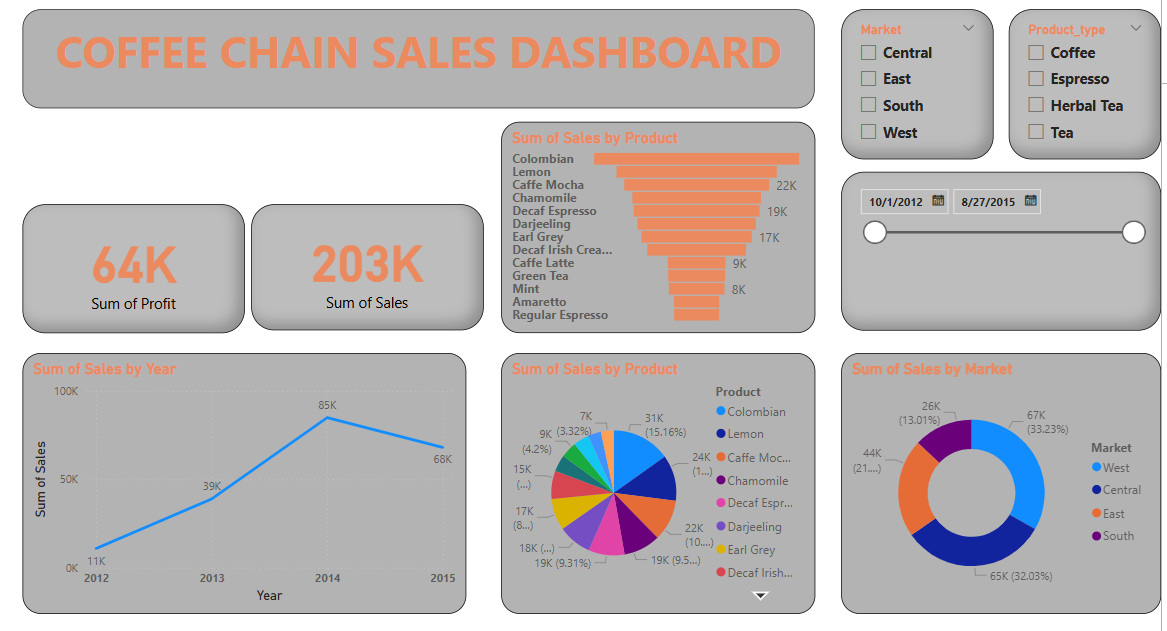 COFFEE CHAIN SALES DASHBOARD
Market
Central
East
South
West
Product_type
Coffee
Espresso
Herbal Tea
Tea
10/1/2012
8/27/2015
64K
Sum of Profit
203K
Sum of Sales
Sum of Sales by Product
Colombian
Lemon
Caffe Mocha
22K
Chamomile
Decaf Espresso
19K
Darjeeling
Earl Grey
17K
Decaf Irish Crea...
Caffe Latte
9K
Green Tea
Mint
8K
Amaretto
Regular Espresso
Sum of Sales by Year
Sum of Sales
100K
50K
0K
11K
39K
85K
68K
2012
2013
2014
2015
Year
Sum of Sales by Product
31K
(15.16%)
24K
(1...)
22K
(10....)
19K (9.5...)
19K (9.31%)
18K (...)
17K
(8...)
15K
(...)
9K
(4.2%)
7K
(3.32%)
Product
Colombian
Lemon
Caffe Moc...
Chamomile
Decaf Espr...
Darjeeling
Earl Grey
Decaf Irish...
Sum of Sales by Market
67K
(33.23%)
65K (32.03%)
44K
(21....)
26K
(13.01%)
Market
West
Central
East
South